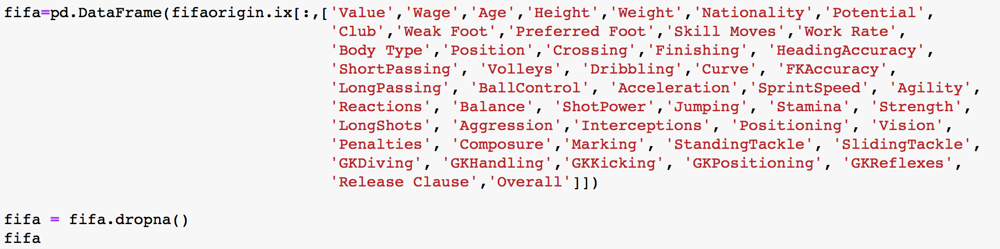 fifa=pd.DataFrame(fifaorigin.ix[:,['Value','Wage','Age','Height','Weight','Nationality','Potential',
'Club','Weak Foot','Preferred Foot','Skill Moves','Work Rate',
'Body Type','Position','Crossing','Finishing', 'HeadingAccuracy',
'ShortPassing', 'Volleys', 'Dribbling','Curve', 'FKAccuracy',
'LongPassing', 'BallControl', 'Acceleration','SprintSpeed', 'Agility',
'Reactions', 'Balance', 'ShotPower','Jumping', 'Stamina', 'Strength',
'LongShots', 'Aggression','Interceptions', 'Positioning', 'Vision',
'Penalties', 'Composure','Marking', 'StandingTackle', 'SlidingTackle',
'GKDiving', 'GKHandling','GKKicking', 'GKPositioning', 'GKReflexes',
'Release Clause','Overall']])
fifa = fifa.dropna()
fifa